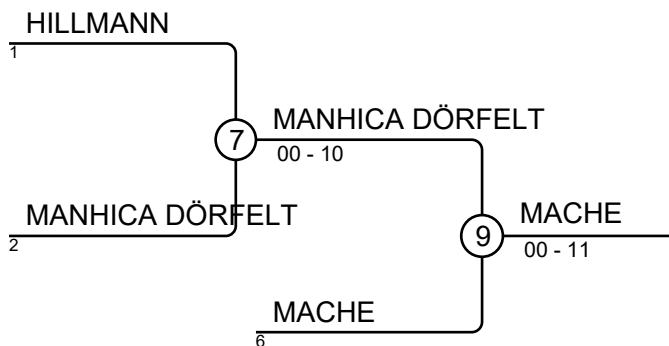 HILLMANN
1
7
MANHICA DÖRFELT
00 - 10
MANHICA DÖRFELT
2
9
MACHE
00 - 11
MACHE
6